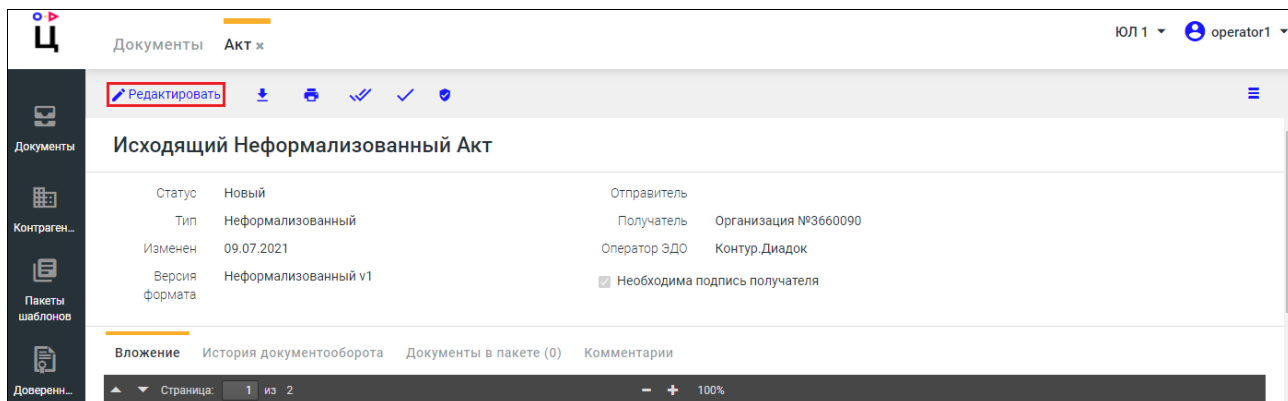 Ц
Документы Акт ×
ЮЛ 1 operator1
Редактировать
Документы
Контраген...
Пакеты
шаблонов
Доверенн...
Исходящий Неформализованный Акт
Статус Новый
Тип Неформализованный
Изменен 09.07.2021
Версия Неформализованный v1
формата
Отправитель
Получатель Организация №3660090
Оператор ЭДО Контур.Диадок
Необходима подпись получателя
Вложение История документооборота Документы в пакете (0) Комментарии
Страница: 1 из 2 100%